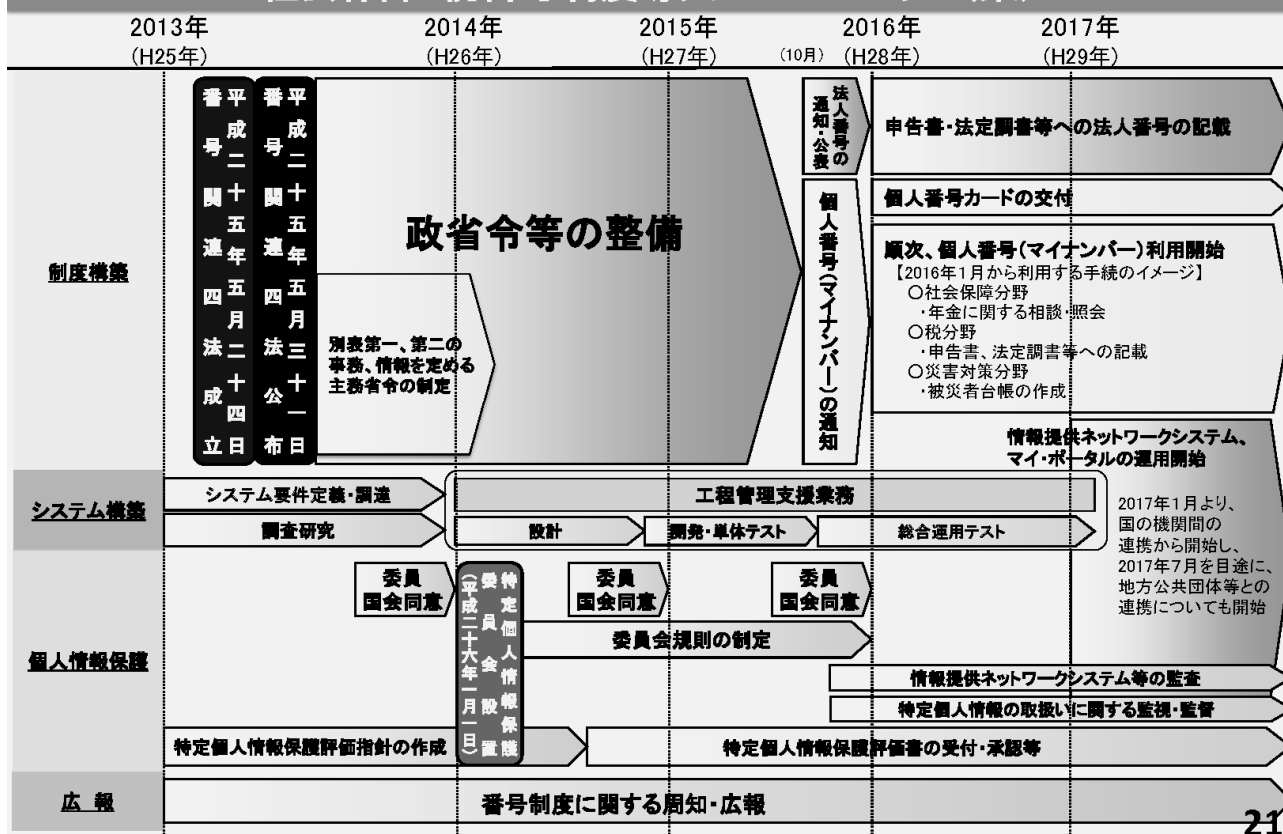 2013年
(H25年)
2014年
(H26年)
2015年
(H27年)
(10月)
2016年
(H28年)
2017年
(H29年)
制度構築
平成二十五年五月二十四日
番号関連四法成立
平成二十五年五月三十一日
番号関連四法公布
政省令等の整備
別表第一、第二の
事務、情報を定める
主務省令の制定
法人番号の
通知・公表
個人番号(マイナンバー)の通知
申告書・法定調書等への法人番号の記載
個人番号カードの交付
順次、個人番号(マイナンバー)利用開始
【2016年1月から利用する手続のイメージ】
○社会保障分野
・年金に関する相談・照会
○税分野
・申告書、法定調書等への記載
○災害対策分野
・被災者台帳の作成
情報提供ネットワークシステム、
マイ・ポータルの運用開始
2017年1月より、
国の機関間の
連携から開始し、
2017年7月を目途に、
地方公共団体等との
連携についても開始
システム構築
システム要件定義・調達
工程管理支援業務
調査研究
設計
開発・単体テスト
総合運用テスト
個人情報保護
委員
国会同意
特定個人情報保護
委員会設置
(平成二十六年一月一日)
委員
国会同意
委員
国会同意
委員会規則の制定
情報提供ネットワークシステム等の監査
特定個人情報の取扱いに関する監視・監督
特定個人情報保護評価指針の作成
特定個人情報保護評価書の受付・承認等
広 報
番号制度に関する周知・広報
21